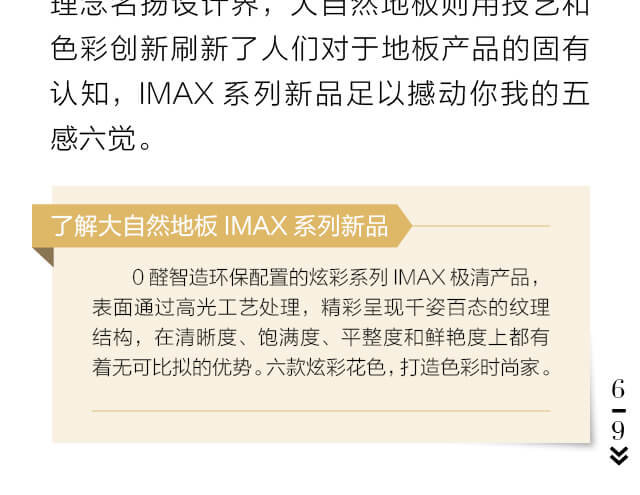 理念名扬设计界，大自然地板则用技艺和
色彩创新刷新了人们对于地板产品的固有
认知，IMAX 系列新品足以撼动你我的五
感六觉。
了解大自然地板 IMAX 系列新品
0 醛智造环保配置的炫彩系列 IMAX 极清产品，
表面通过高光工艺处理，精彩呈现千姿百态的纹理
结构，在清晰度、饱满度、平整度和鲜艳度上都有
着无可比拟的优势。六款炫彩花色，打造色彩时尚家。
6
9